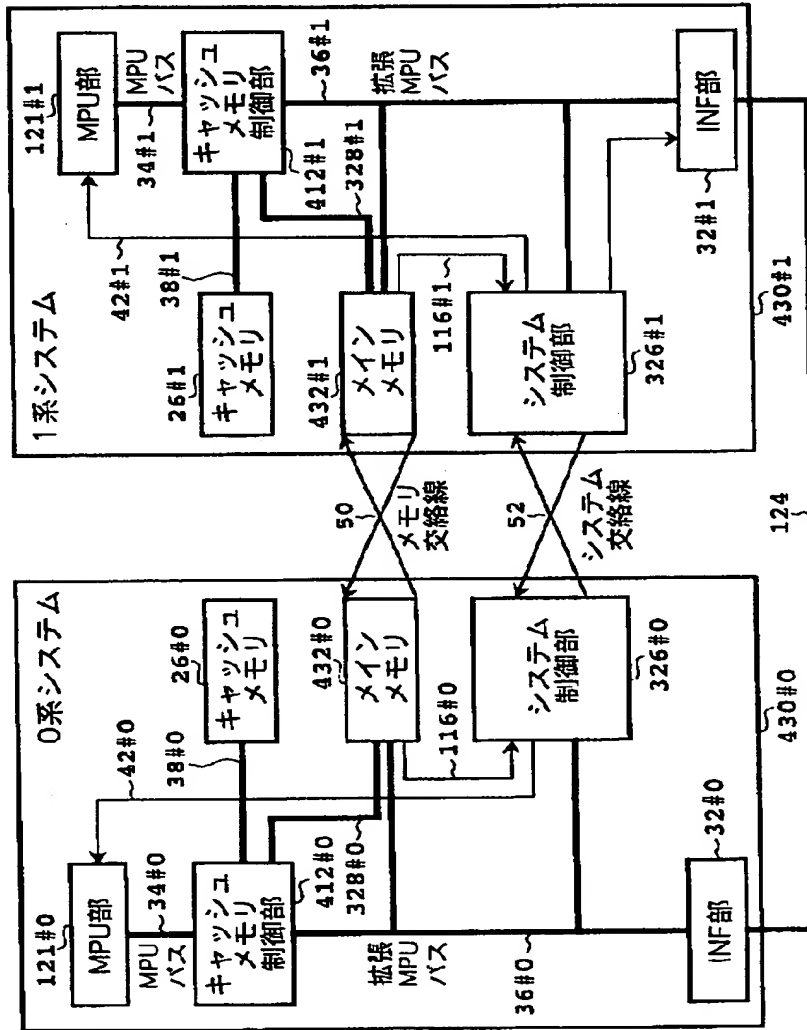 0系システム
121#0
MPU部
MPU
バス
34#0
42#0
キャッシュ
メモリ
制御部
412#0
38#0
26#0
キャッシュ
メモリ
328#0
432#0
メイン
メモリ
116#0
拡張
MPU
バス
36#0
システム
制御部
326#0
INF部
32#0
430#0
50
メモリ
交絡線
52
システム
交絡線
124
1系システム
121#1
MPU部
MPU
バス
34#1
42#1
キャッシュ
メモリ
制御部
412#1
38#1
26#1
キャッシュ
メモリ
328#1
432#1
メイン
メモリ
116#1
36#1
拡張
MPU
バス
システム
制御部
326#1
INF部
32#1
430#1